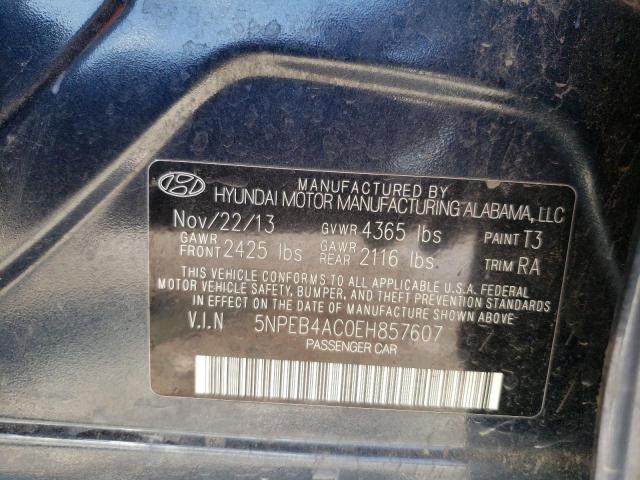 MANUFACTURED BY
HYUNDAI MOTOR MANUFACTURING ALABAMA, LLC
Nov/22/13 GVWR 4365 lbs PAINT T3
GAWR FRONT 2425 lbs GAWR REAR 2116 lbs TRIM RA
THIS VEHICLE CONFORMS TO ALL APPLICABLE U.S.A. FEDERAL
MOTOR VEHICLE SAFETY, BUMPER, AND THEFT PREVENTION STANDARDS
IN EFFECT ON THE DATE OF MANUFACTURE SHOWN ABOVE.
V.I.N 5NPEB4AC0EH857607
PASSENGER CAR